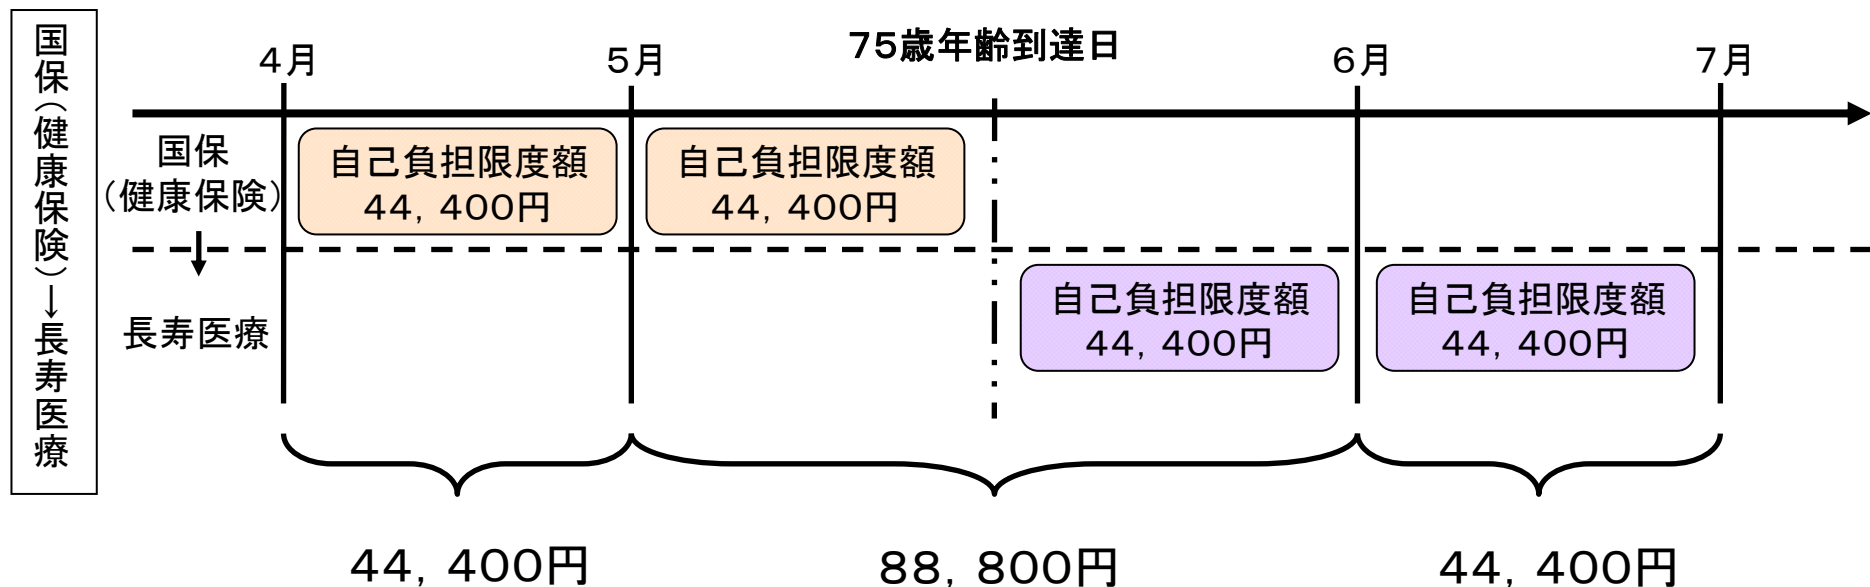 国保(健康保険)→長寿医療
4月
5月
75歳年齢到達日
6月
7月
国保
(健康保険)
長寿医療
自己負担限度額
44,400円
自己負担限度額
44,400円
自己負担限度額
44,400円
自己負担限度額
44,400円
44,400円
88,800円
44,400円